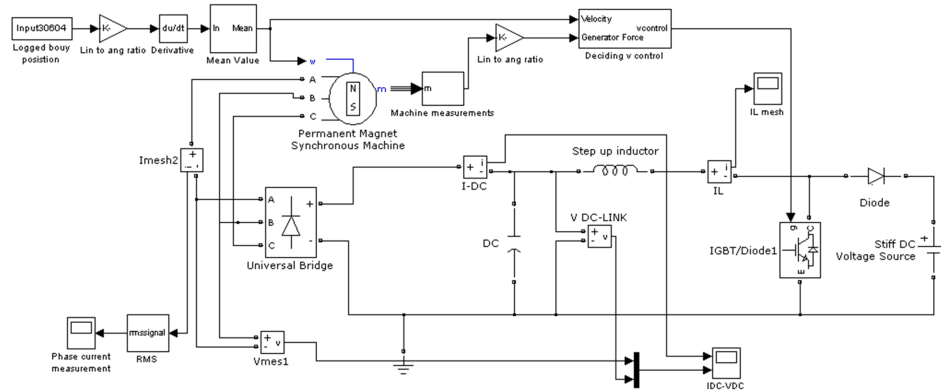 Input30604
Logged bouy
position
K-
Lin to ang ratio
du/dt
Derivative
In Mean
Mean Value
w
A
B
C
N
S
m
Permanent Magnet
Synchronous Machine
m
Machine measurements
K-
Lin to ang ratio
Velocity
Generator Force
vcontrol
Deciding v control
IL mesh
Imesh2
+
i
-
A
B
C
+
-
Universal Bridge
+ i
-
I-DC
Step up inductor
+ i
-
IL
DC
V DC-LINK
+
-
v
g
C
E
IGBT/Diode1
Diode
Stiff DC
Voltage Source
+
Phase current
measurement
rms signal
RMS
+
-
v
Vmes1
IDC-VDC